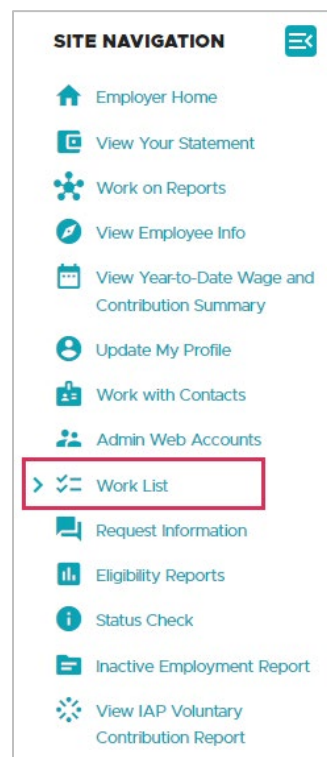 SITE NAVIGATION
Employer Home
View Your Statement
Work on Reports
View Employee Info
View Year-to-Date Wage and
Contribution Summary
Update My Profile
Work with Contacts
Admin Web Accounts
Work List
Request Information
Eligibility Reports
Status Check
Inactive Employment Report
View IAP Voluntary
Contribution Report